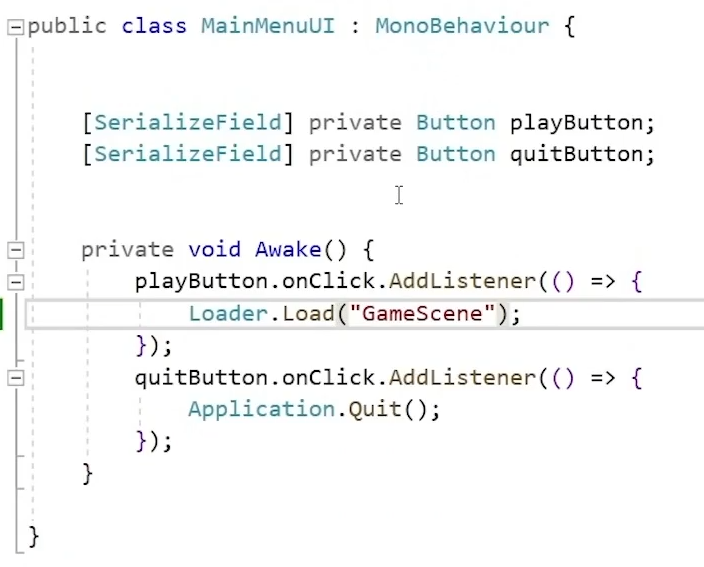 public class MainMenuUI : MonoBehaviour {
[SerializeField] private Button playButton;
[SerializeField] private Button quitButton;
private void Awake() {
playButton.onClick.AddListener(() => {
Loader.Load("GameScene");
});
quitButton.onClick.AddListener(() => {
Application.Quit();
});
}
}